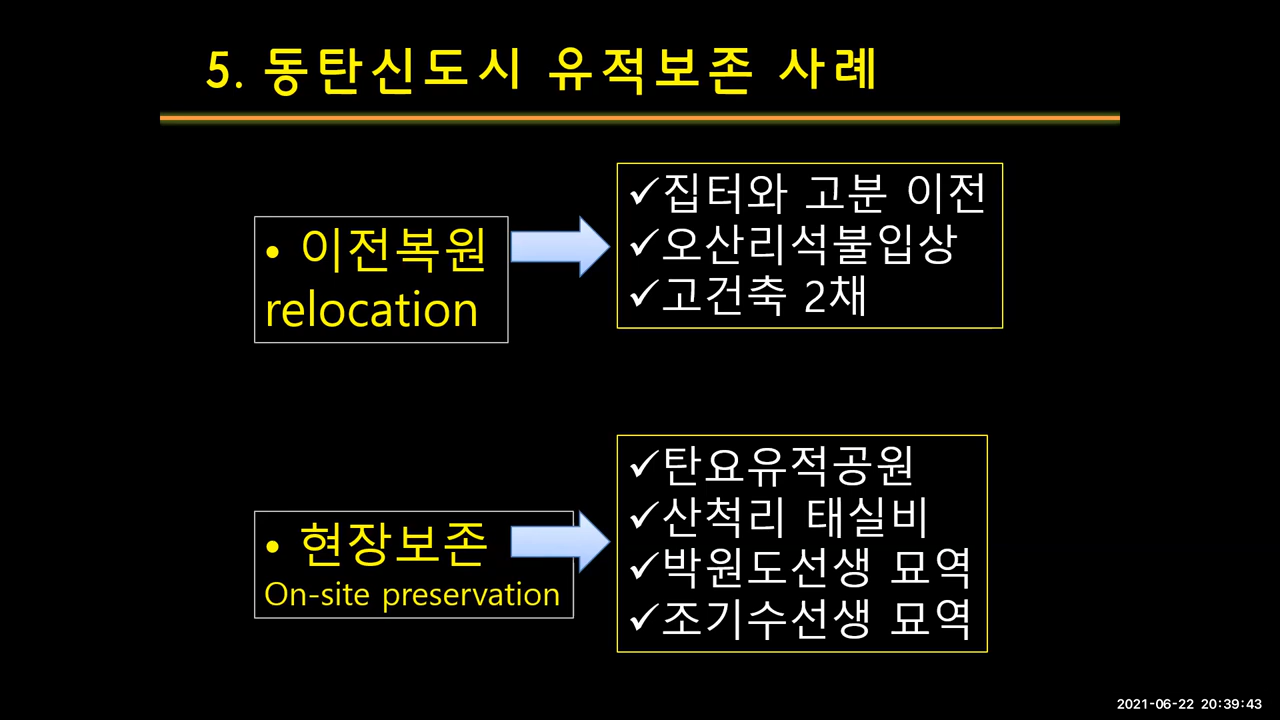 5. 동탄신도시 유적보존 사례
• 이전복원
relocation
✓집터와 고분 이전
✓오산리석불입상
✓고건축 2채
• 현장보존
On-site preservation
✓탄요유적공원
✓산척리 태실비
✓박원도선생 묘역
✓조기수선생 묘역
2021-06-22 20:39:43